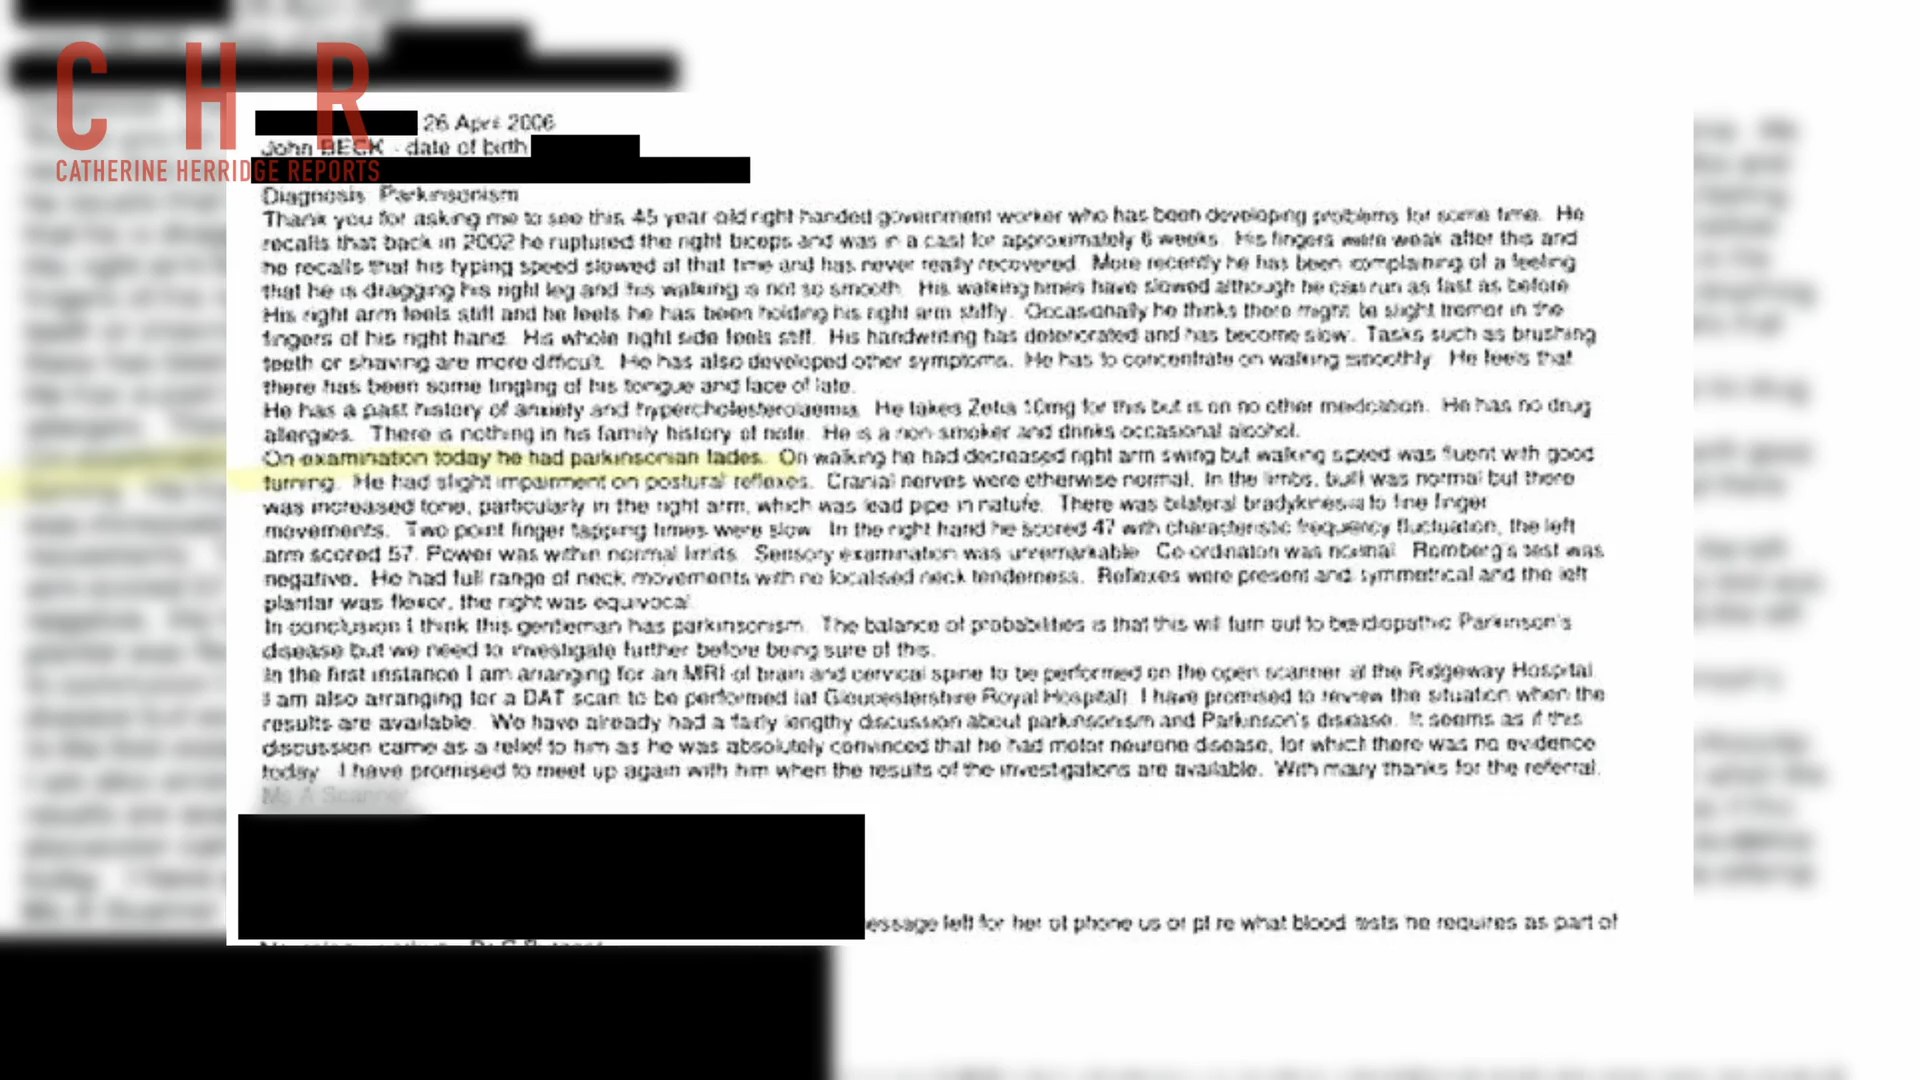 C H R
CATHERINE HERRIDGE REPORTS
26 April 2006
John BECK - date of birth
Diagnosis Parkinsonism
Thank you for asking me to see this 45 year old right handed government worker who has been developing problems for some time. He
recalls that back in 2002 he ruptured the right biceps and was in a cast for approximately 6 weeks. His fingers were weak after this and
he recalls that his typing speed slowed at that time and has never really recovered. More recently he has been complaining of a feeling
that he is dragging his right leg and his walking is not so smooth. His walking times have slowed although he can run as fast as before
His right arm feels stiff and he feels he has been holding his right arm stiffly. Occasionally he thinks there might be slight tremor in the
fingers of his right hand. His whole right side feels stiff. His handwriting has deteriorated and has become slow. Tasks such as brushing
teeth or shaving are more difficult. He has also developed other symptoms. He has to concentrate on walking smoothly. He feels that
there has been some tingling of his tongue and face of late.
He has a past history of anxiety and hypercholesterolaemia. He takes Zetia 10mg for this but is on no other medication. He has no drug
allergies. There is nothing in his family history of note. He is a non-smoker and drinks occasional alcohol.
On examination today he had parkinsonian facies. On walking he had decreased right arm swing but walking speed was fluent with good
turning. He had slight impairment on postural reflexes. Cranial nerves were otherwise normal. In the limbs, bulk was normal but there
was increased tone, particularly in the right arm, which was lead pipe in nature. There was bilateral bradykinesia to fine finger
movements. Two point finger tapping times were slow. In the right hand he scored 47 with characteristic frequency fluctuation, the left
arm scored 57. Power was within normal limits. Sensory examination was unremarkable. Co-ordination was normal. Romberg's test was
negative. He had full range of neck movements with no localised neck tenderness. Reflexes were present and symmetrical and the left
plantar was flexor, the right was equivocal
In conclusion I think this gentleman has parkinsonism. The balance of probabilities is that this will turn out to be idiopathic Parkinson's
disease but we need to investigate further before being sure of this.
In the first instance I am arranging for an MRI of brain and cervical spine to be performed on the open scanner at the Ridgeway Hospital.
I am also arranging for a DAT scan to be performed (at Gloucestershire Royal Hospital). I have promised to review the situation when the
results are available. We have already had a fairly lengthy discussion about parkinsonism and Parkinson's disease. It seems as if this
discussion came as a relief to him as he was absolutely convinced that he had motor neurone disease, for which there was no evidence
today. I have promised to meet up again with him when the results of the investigations are available. With many thanks for the referral.
Ms A Scanner
essage left for her of phone us or pt re what blood tests he requires as part of